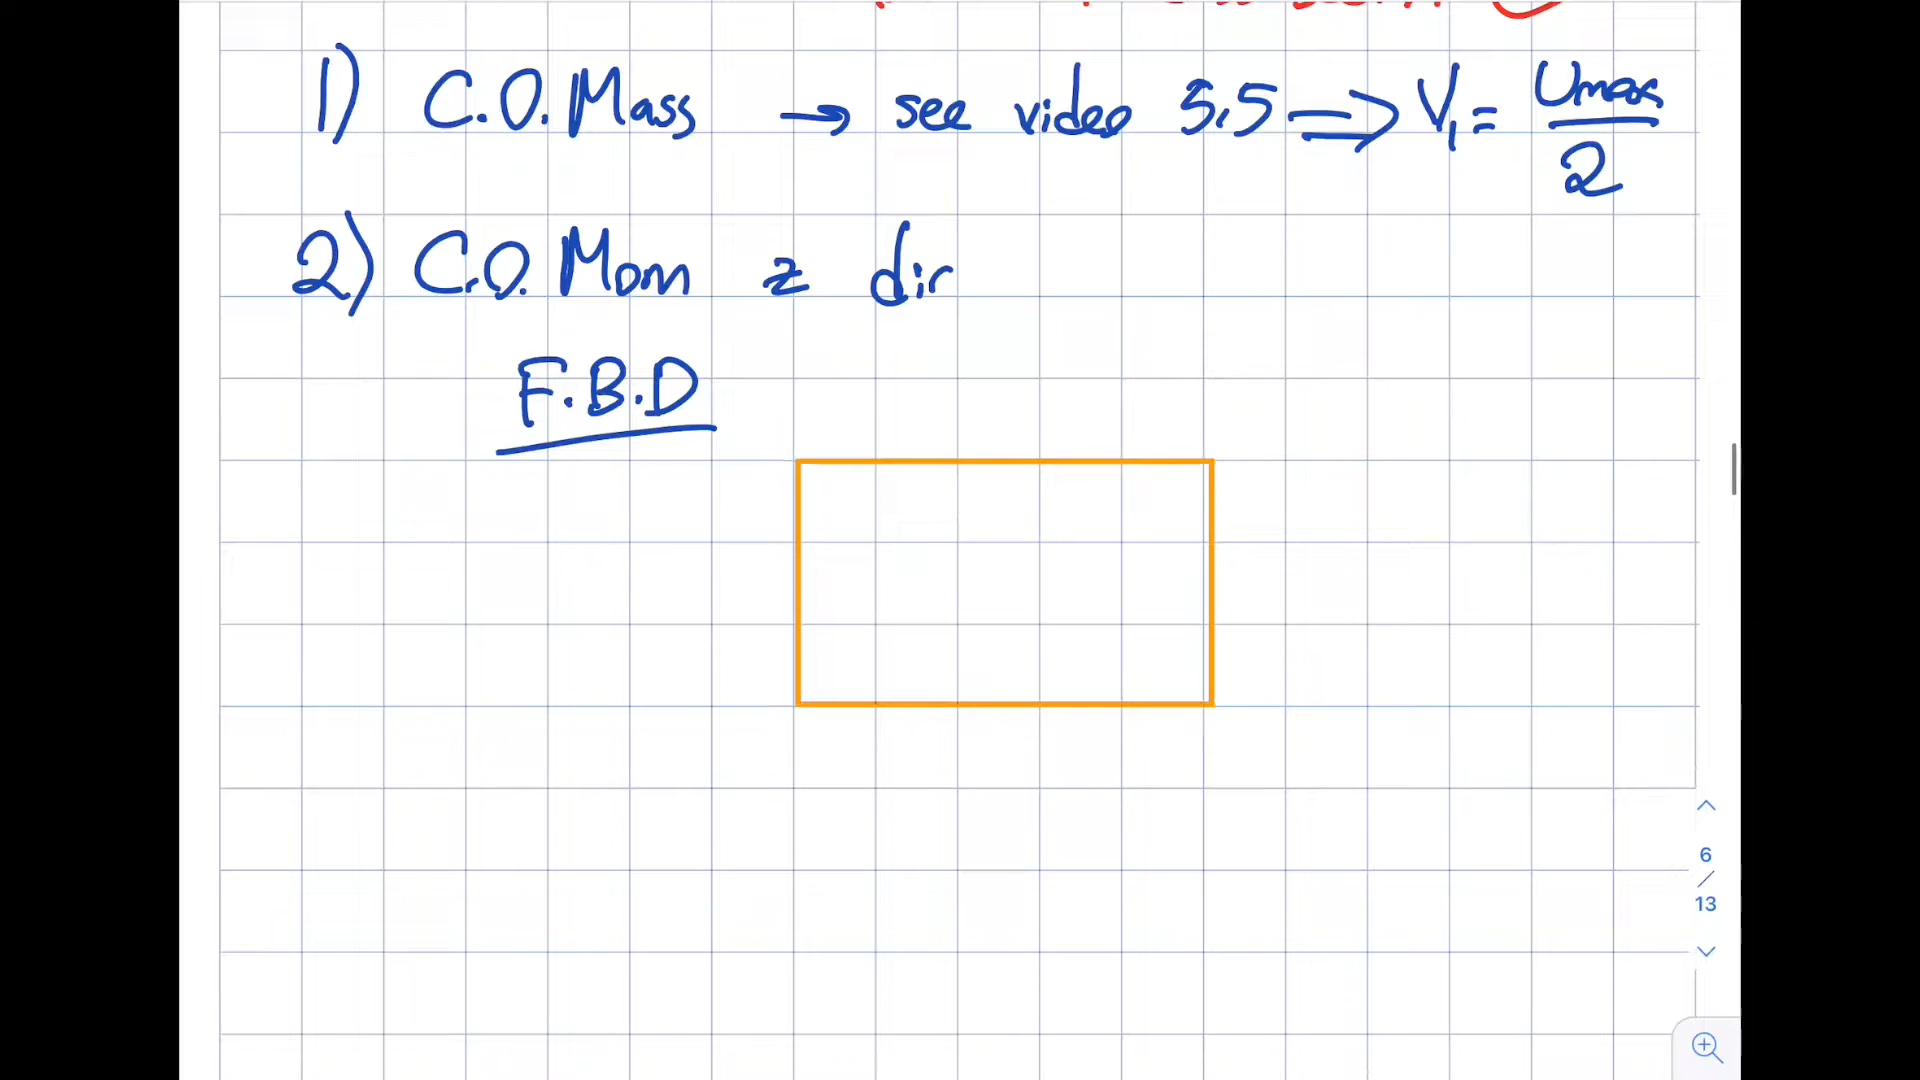 1) C.O. Mass → see video 5.5 ⇒ V₁ = Umax / 2
2) C.O. Mom z dir
F.B.D
6
/
13